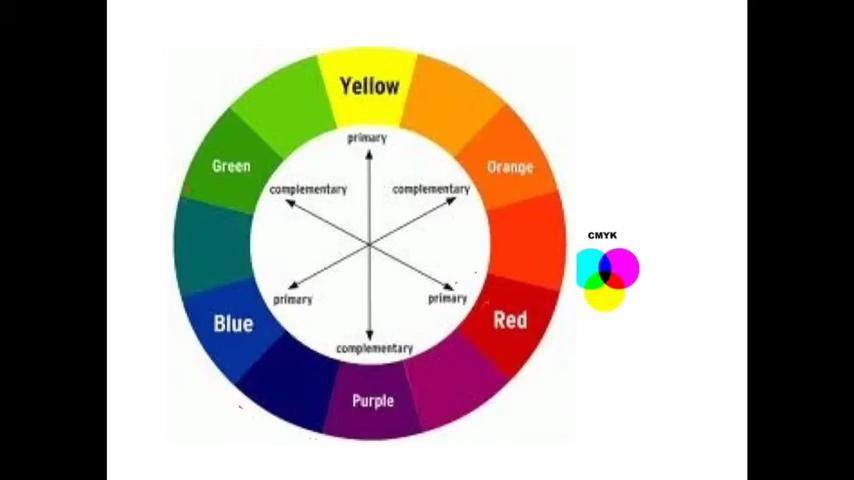 Yellow
primary
Green
Orange
complementary
complementary
CMYK
primary
primary
Blue
Red
complementary
Purple